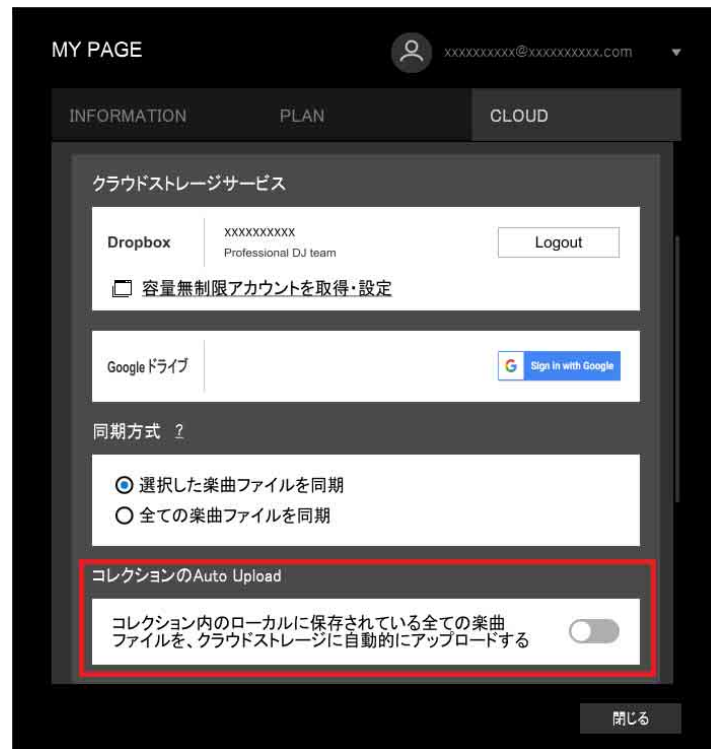 MY PAGE
xxxxxxxxxx@xxxxxxxxxx.com
INFORMATION
PLAN
CLOUD
クラウドストレージサービス
Dropbox
xxxxxxxxxx
Professional DJ team
Logout
容量無制限アカウントを取得・設定
Googleドライブ
G Sign in with Google
同期方式 ?
選択した楽曲ファイルを同期
全ての楽曲ファイルを同期
コレクションのAuto Upload
コレクション内のローカルに保存されている全ての楽曲
ファイルを、クラウドストレージに自動的にアップロードする
閉じる